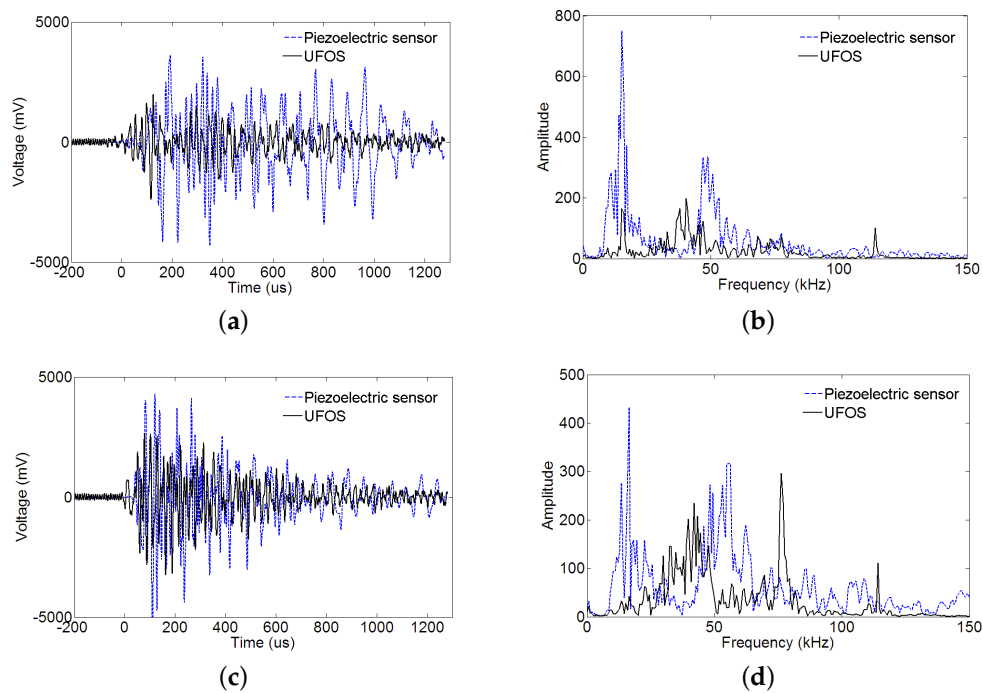 5000
Piezoelectric sensor
UFOS
Voltage (mV)
0
-5000
-200 0 200 400 600 800 1000 1200
Time (us)
(a)
800
Piezoelectric sensor
UFOS
600
Amplitude
400
200
0
0 50 100 150
Frequency (kHz)
(b)
5000
Piezoelectric sensor
UFOS
Voltage (mV)
0
-5000
-200 0 200 400 600 800 1000 1200
Time (us)
(c)
500
Piezoelectric sensor
UFOS
400
Amplitude
300
200
100
0
0 50 100 150
Frequency (kHz)
(d)